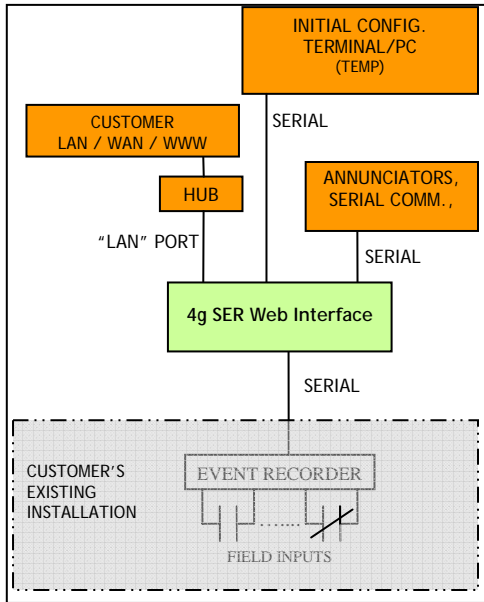 INITIAL CONFIG.
TERMINAL/PC
(TEMP)
CUSTOMER
LAN / WAN / WWW
SERIAL
HUB
ANNUNCIATORS,
SERIAL COMM.,
“LAN” PORT
SERIAL
4g SER Web Interface
SERIAL
CUSTOMER'S
EXISTING
INSTALLATION
EVENT RECORDER
.......
FIELD INPUTS